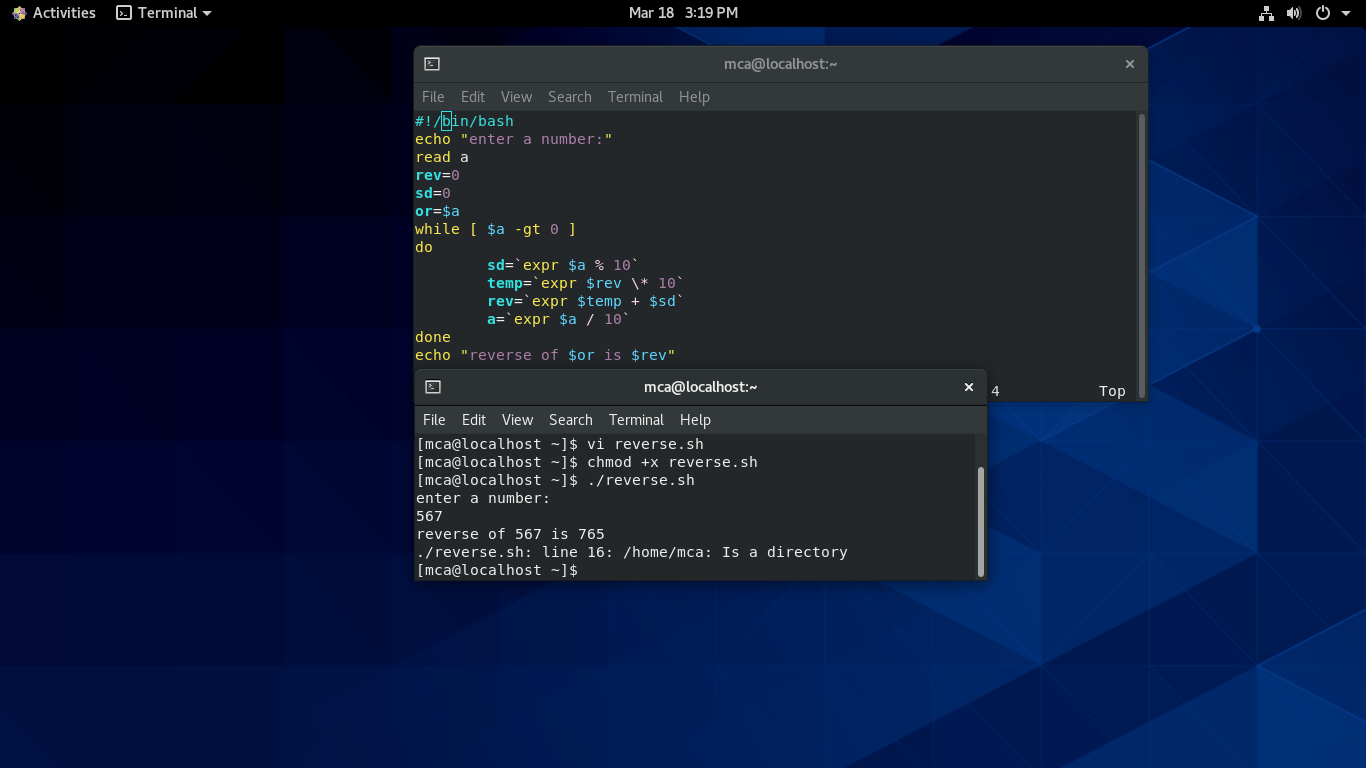 Activities Terminal Mar 18 3:19 PM
mca@localhost:~
File Edit View Search Terminal Help
#!/bin/bash
echo "enter a number:"
read a
rev=0
sd=0
or=$a
while [ $a -gt 0 ]
do
        sd=`expr $a % 10`
        temp=`expr $rev \* 10`
        rev=`expr $temp + $sd`
        a=`expr $a / 10`
done
echo "reverse of $or is $rev"
4 Top
mca@localhost:~
File Edit View Search Terminal Help
[mca@localhost ~]$ vi reverse.sh
[mca@localhost ~]$ chmod +x reverse.sh
[mca@localhost ~]$ ./reverse.sh
enter a number:
567
reverse of 567 is 765
./reverse.sh: line 16: /home/mca: Is a directory
[mca@localhost ~]$